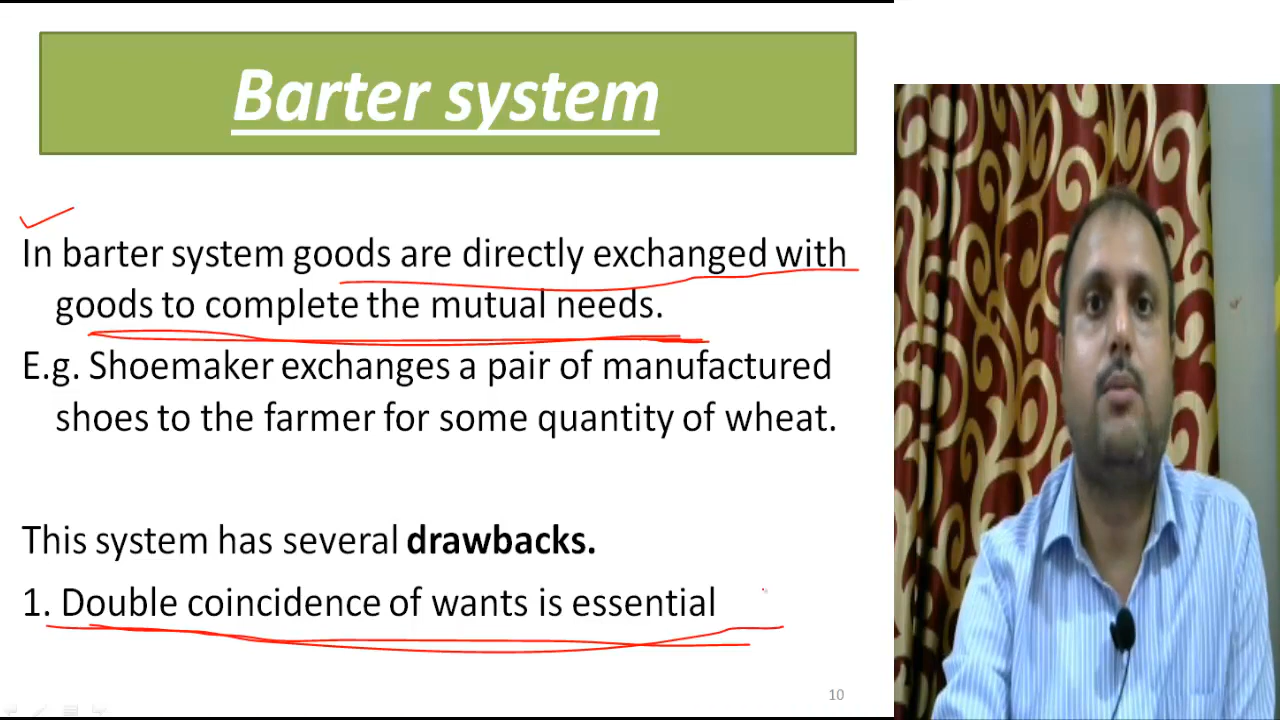 Barter system
In barter system goods are directly exchanged with
goods to complete the mutual needs.
E.g. Shoemaker exchanges a pair of manufactured
shoes to the farmer for some quantity of wheat.
This system has several drawbacks.
1. Double coincidence of wants is essential
10